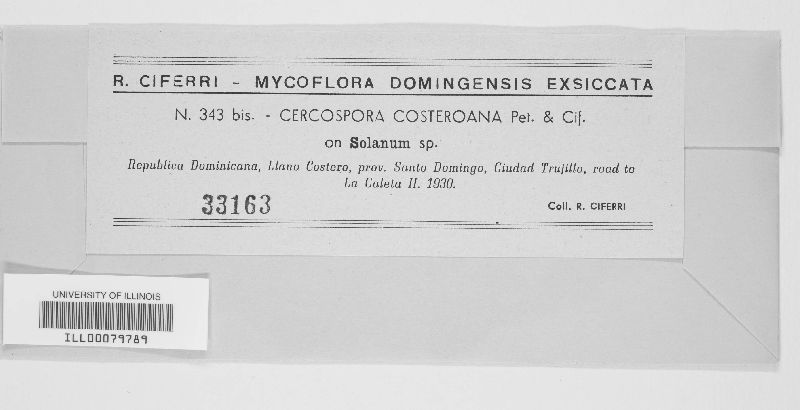 R. CIFERRI - MYCOFLORA DOMINGENSIS EXSICCATA
N. 343 bis. - CERCOSPORA COSTEROANA Pet. & Cif.
on Solanum sp.
Republica Dominicana, Llano Costero, prov. Santo Domingo, Ciudad Trujillo, road to
La Caleta II. 1930.
33163
Coll. R. CIFERRI
UNIVERSITY OF ILLINOIS
ILL00079789